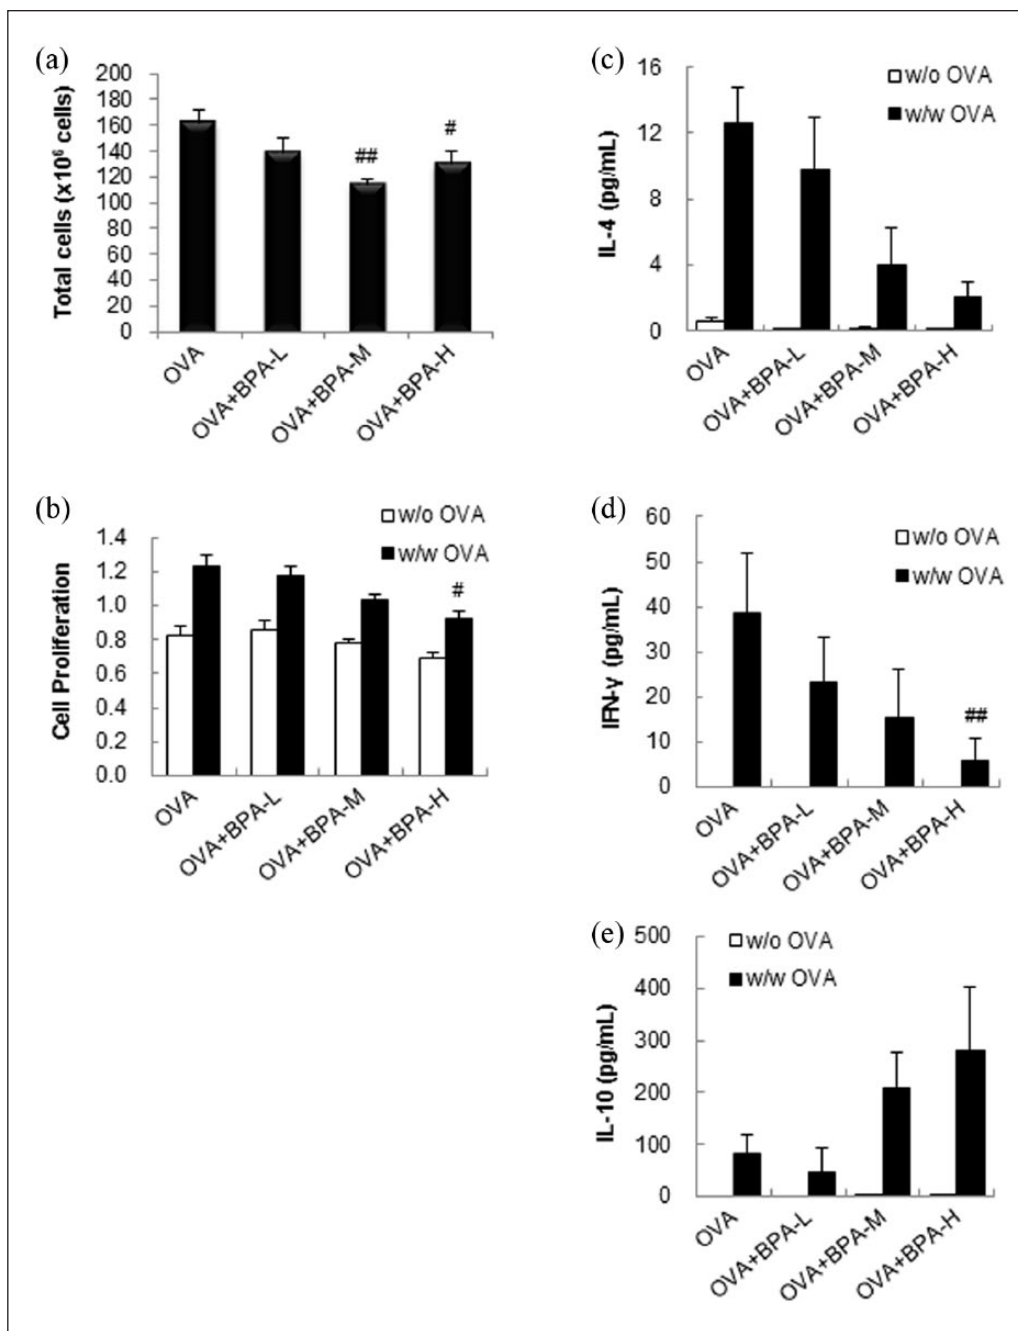 (a)
Total cells (x10⁶ cells)
200
180
160
140
120
100
80
60
40
20
0
##
#
OVA
OVA+BPA-L
OVA+BPA-M
OVA+BPA-H
(b)
Cell Proliferation
w/o OVA
w/w OVA
1.4
1.2
1.0
0.8
0.6
0.4
0.2
0.0
#
OVA
OVA+BPA-L
OVA+BPA-M
OVA+BPA-H
(c)
IL-4 (pg/mL)
w/o OVA
w/w OVA
16
12
8
4
0
OVA
OVA+BPA-L
OVA+BPA-M
OVA+BPA-H
(d)
IFN-γ (pg/mL)
w/o OVA
w/w OVA
60
50
40
30
20
10
0
##
OVA
OVA+BPA-L
OVA+BPA-M
OVA+BPA-H
(e)
IL-10 (pg/mL)
w/o OVA
w/w OVA
500
400
300
200
100
0
OVA
OVA+BPA-L
OVA+BPA-M
OVA+BPA-H